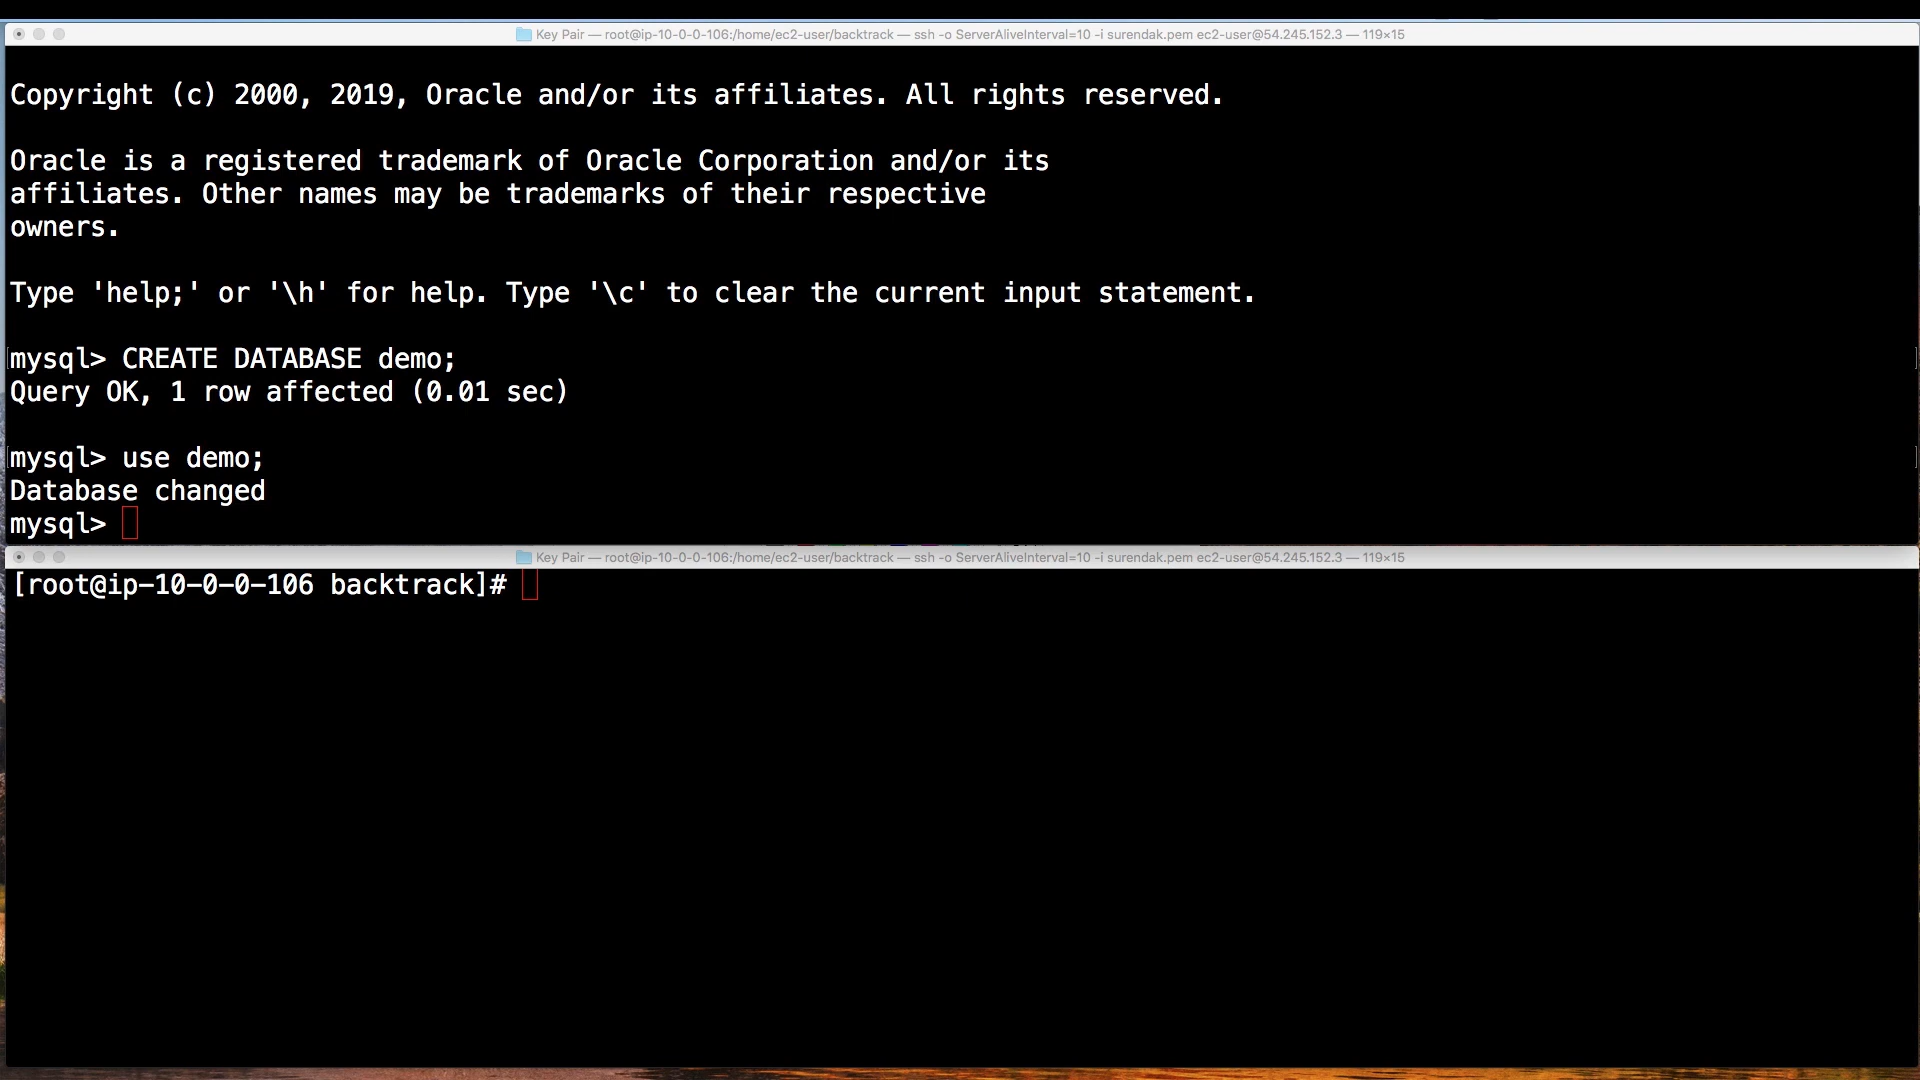 Key Pair — root@ip-10-0-0-106:/home/ec2-user/backtrack — ssh -o ServerAliveInterval=10 -i surendak.pem ec2-user@54.245.152.3 — 119×15
Copyright (c) 2000, 2019, Oracle and/or its affiliates. All rights reserved.
Oracle is a registered trademark of Oracle Corporation and/or its
affiliates. Other names may be trademarks of their respective
owners.
Type 'help;' or '\h' for help. Type '\c' to clear the current input statement.
mysql> CREATE DATABASE demo;
Query OK, 1 row affected (0.01 sec)
mysql> use demo;
Database changed
mysql>
Key Pair — root@ip-10-0-0-106:/home/ec2-user/backtrack — ssh -o ServerAliveInterval=10 -i surendak.pem ec2-user@54.245.152.3 — 119×15
[root@ip-10-0-0-106 backtrack]#